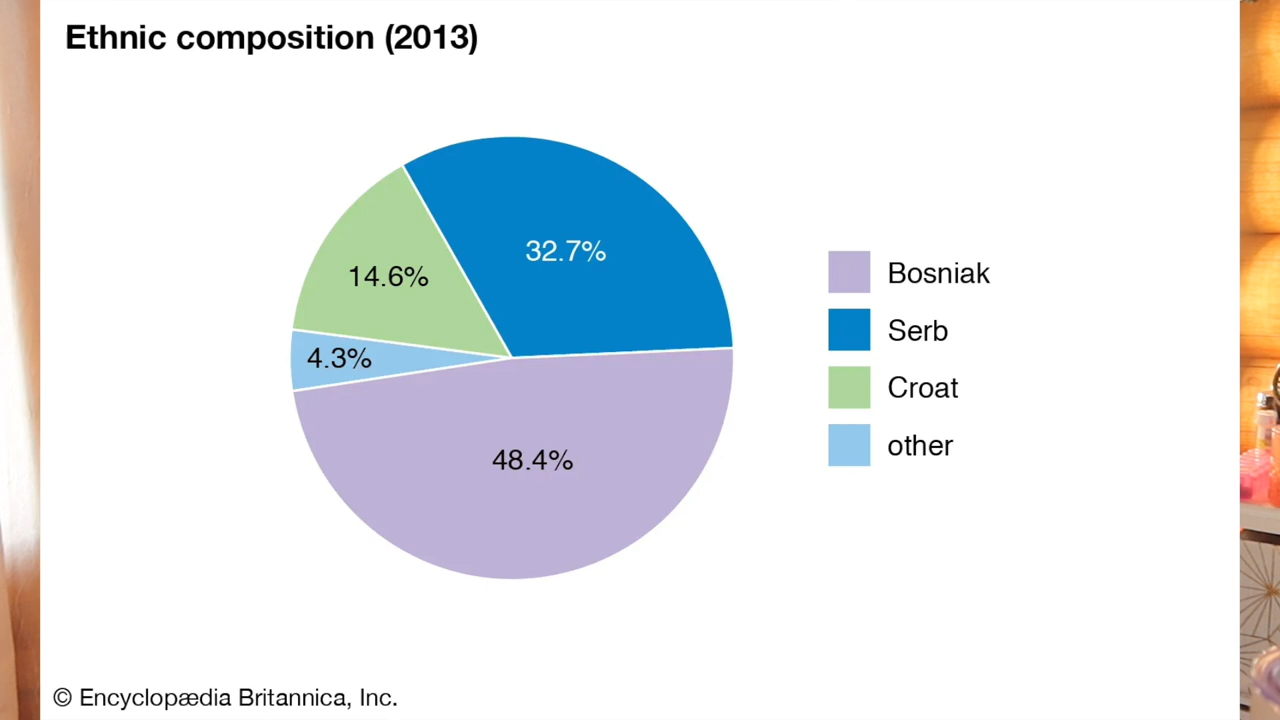 Ethnic composition (2013)
32.7%
14.6%
4.3%
48.4%
Bosniak
Serb
Croat
other
© Encyclopædia Britannica, Inc.